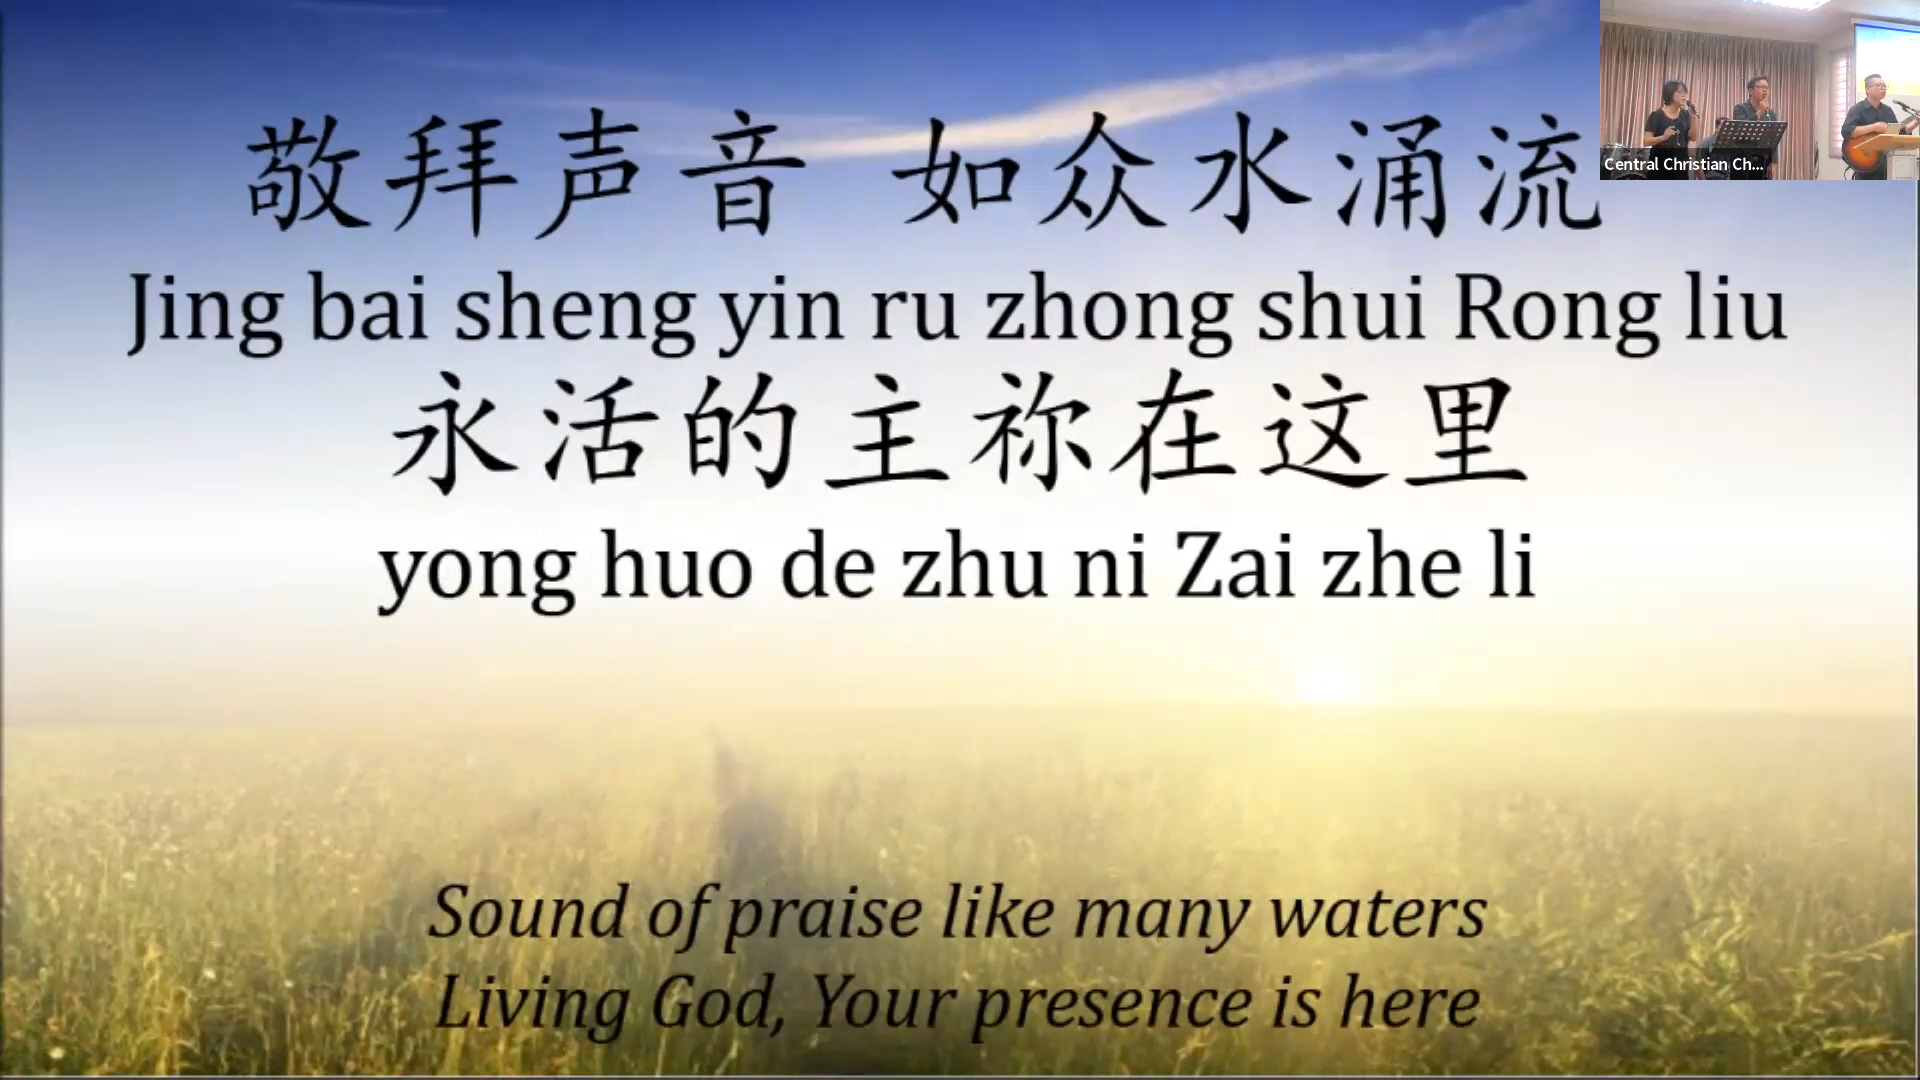 敬拜声音 如众水涌流
Jing bai sheng yin ru zhong shui Rong liu
永活的主祢在这里
yong huo de zhu ni Zai zhe li
Sound of praise like many waters
Living God, Your presence is here
Central Christian Ch...